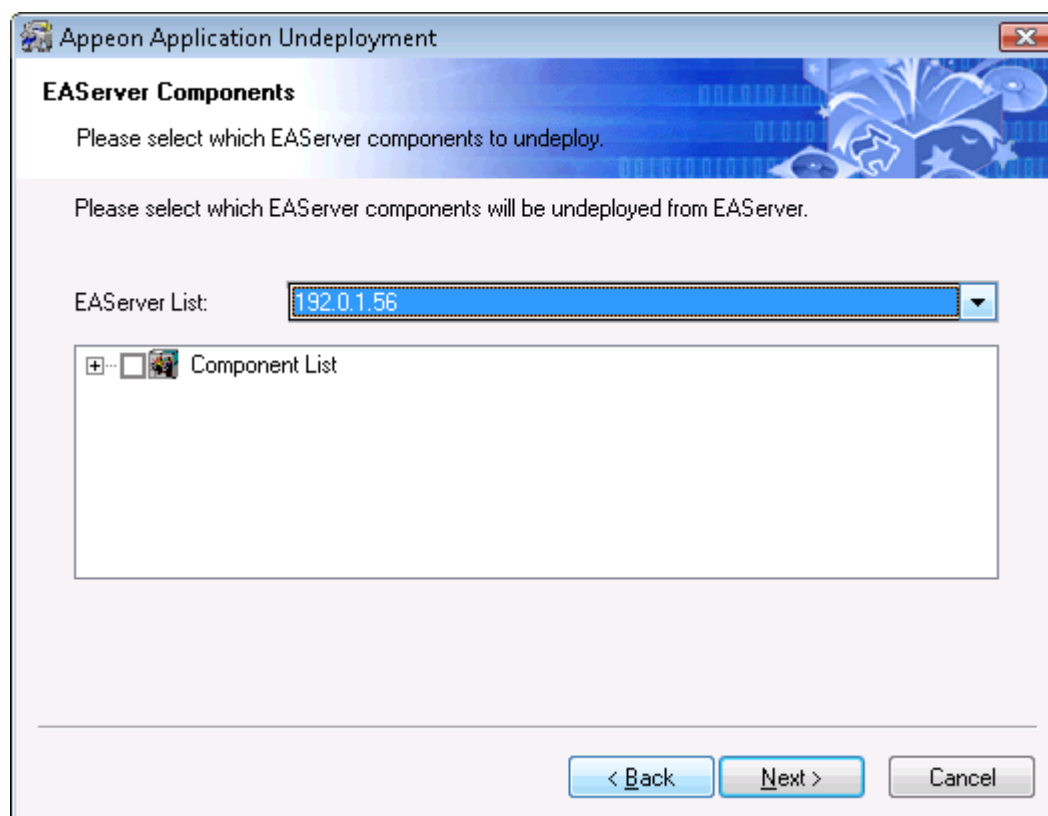 Appeon Application Undeployment
EAServer Components
Please select which EAServer components to undeploy.
Please select which EAServer components will be undeployed from EAServer.
EAServer List: 192.0.1.56
Component List
< Back Next > Cancel